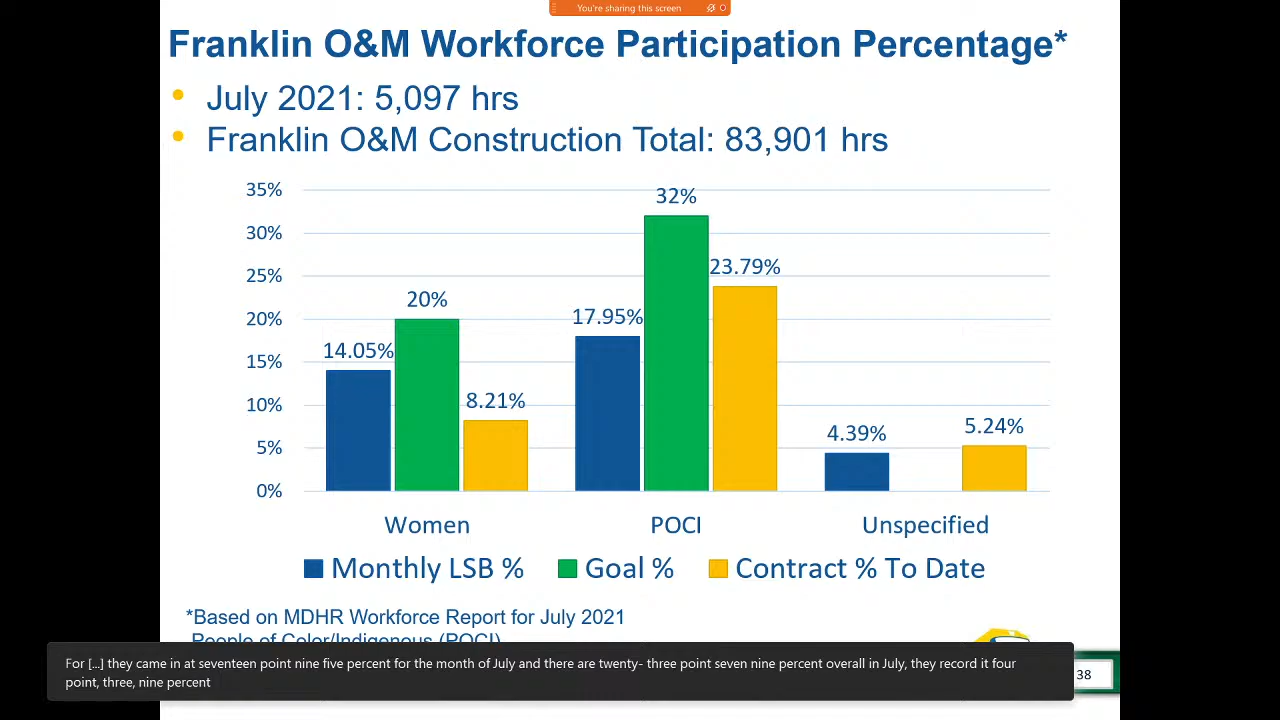 You're sharing this screen
Franklin O&M Workforce Participation Percentage*
• July 2021: 5,097 hrs
• Franklin O&M Construction Total: 83,901 hrs
35%
30%
25%
20%
15%
10%
5%
0%
14.05%
20%
8.21%
17.95%
32%
23.79%
4.39%
5.24%
Women
POCI
Unspecified
Monthly LSB %
Goal %
Contract % To Date
*Based on MDHR Workforce Report for July 2021
People of Color/Indigenous (POCI)
For [...] they came in at seventeen point nine five percent for the month of July and there are twenty- three point seven nine percent overall in July, they record it four
point, three, nine percent
38